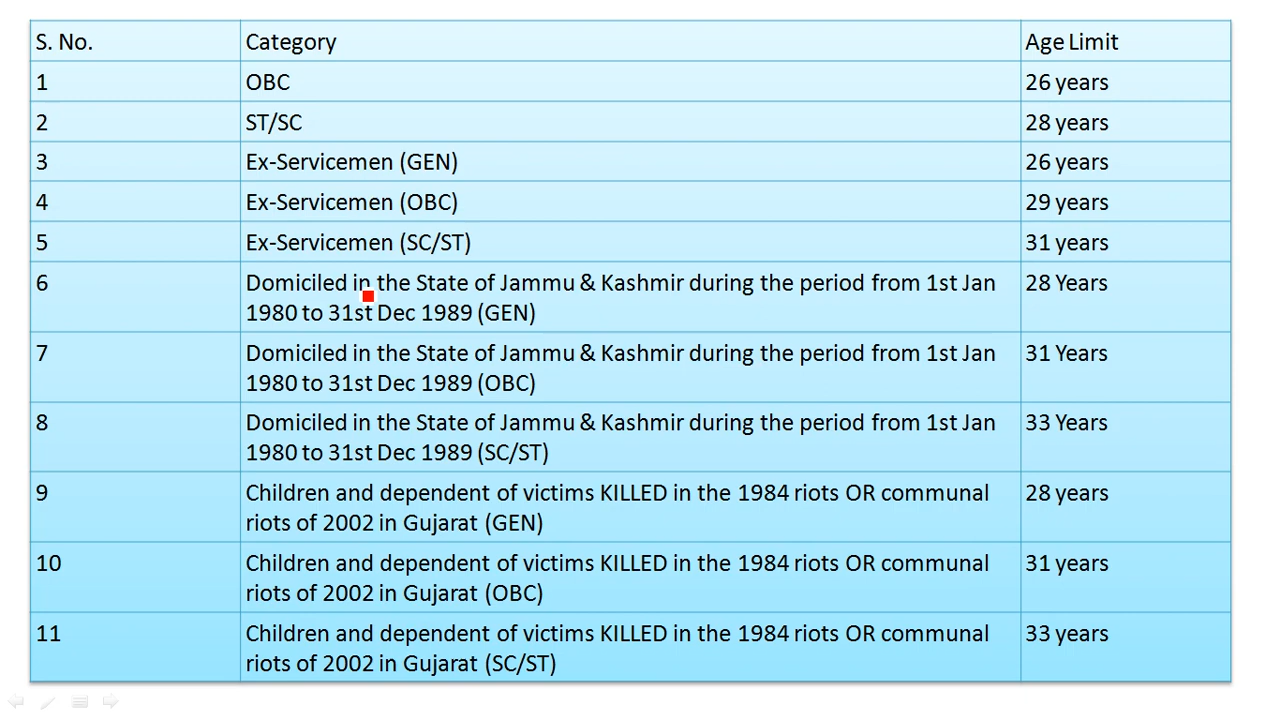 S. No. Category Age Limit
1 OBC 26 years
2 ST/SC 28 years
3 Ex-Servicemen (GEN) 26 years
4 Ex-Servicemen (OBC) 29 years
5 Ex-Servicemen (SC/ST) 31 years
6 Domiciled in the State of Jammu & Kashmir during the period from 1st Jan 28 Years
1980 to 31st Dec 1989 (GEN)
7 Domiciled in the State of Jammu & Kashmir during the period from 1st Jan 31 Years
1980 to 31st Dec 1989 (OBC)
8 Domiciled in the State of Jammu & Kashmir during the period from 1st Jan 33 Years
1980 to 31st Dec 1989 (SC/ST)
9 Children and dependent of victims KILLED in the 1984 riots OR communal 28 years
riots of 2002 in Gujarat (GEN)
10 Children and dependent of victims KILLED in the 1984 riots OR communal 31 years
riots of 2002 in Gujarat (OBC)
11 Children and dependent of victims KILLED in the 1984 riots OR communal 33 years
riots of 2002 in Gujarat (SC/ST)